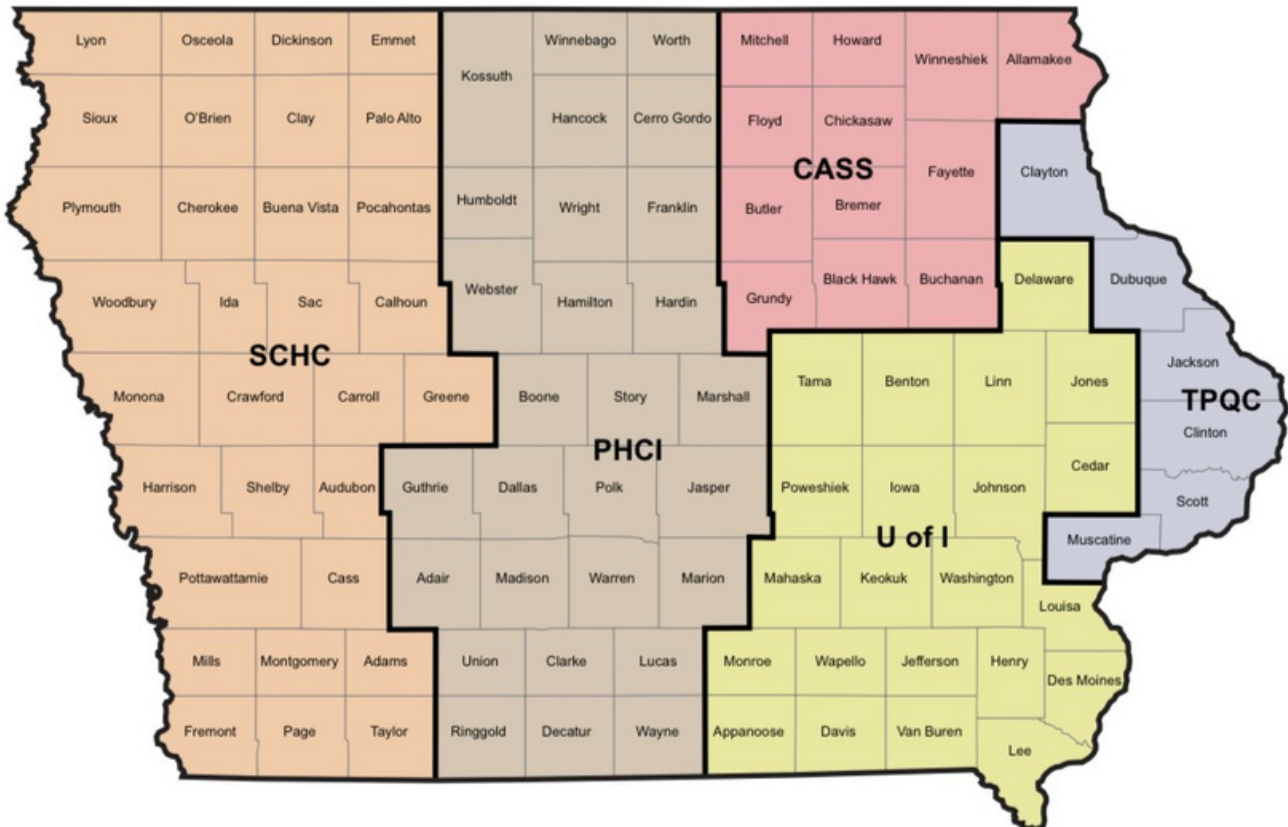 Lyon
Osceola
Dickinson
Emmet
Kossuth
Winnebago
Worth
Mitchell
Howard
Winneshiek
Allamakee
Sioux
O'Brien
Clay
Palo Alto
Hancock
Cerro Gordo
Floyd
Chickasaw
CASS
Fayette
Clayton
Plymouth
Cherokee
Buena Vista
Pocahontas
Humboldt
Wright
Franklin
Butler
Bremer
Woodbury
Ida
Sac
Calhoun
Webster
Hamilton
Hardin
Grundy
Black Hawk
Buchanan
Delaware
Dubuque
SCHC
Jackson
TPQC
Monona
Crawford
Carroll
Greene
Boone
Story
Marshall
Tama
Benton
Linn
Jones
Clinton
PHCI
Cedar
Harrison
Shelby
Audubon
Guthrie
Dallas
Polk
Jasper
Poweshiek
Iowa
Johnson
Scott
U of I
Muscatine
Pottawattamie
Cass
Adair
Madison
Warren
Marion
Mahaska
Keokuk
Washington
Louisa
Mills
Montgomery
Adams
Union
Clarke
Lucas
Monroe
Wapello
Jefferson
Henry
Des Moines
Fremont
Page
Taylor
Ringgold
Decatur
Wayne
Appanoose
Davis
Van Buren
Lee